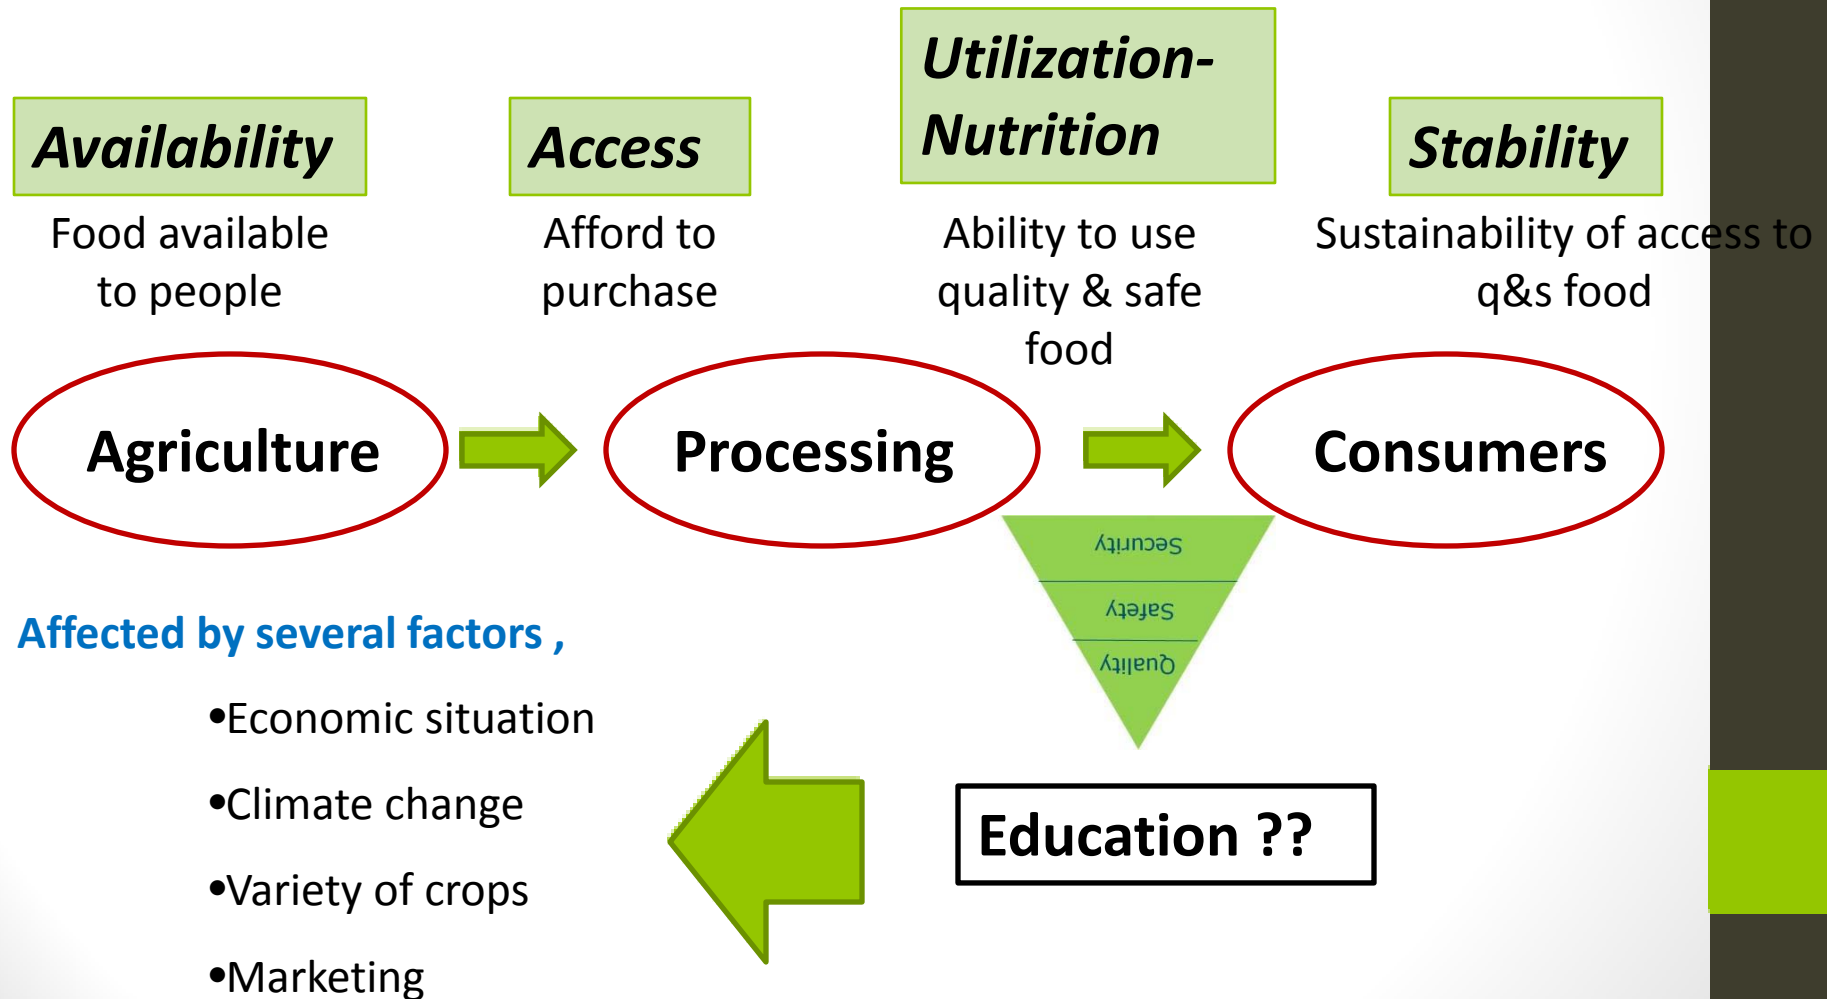 Availability
Food available
to people
Access
Afford to
purchase
Utilization-
Nutrition
Ability to use
quality & safe
food
Stability
Sustainability of access to
q&s food
Agriculture
Processing
Consumers
Security
Safety
Quality
Affected by several factors ,
•Economic situation
•Climate change
•Variety of crops
•Marketing
Education ??